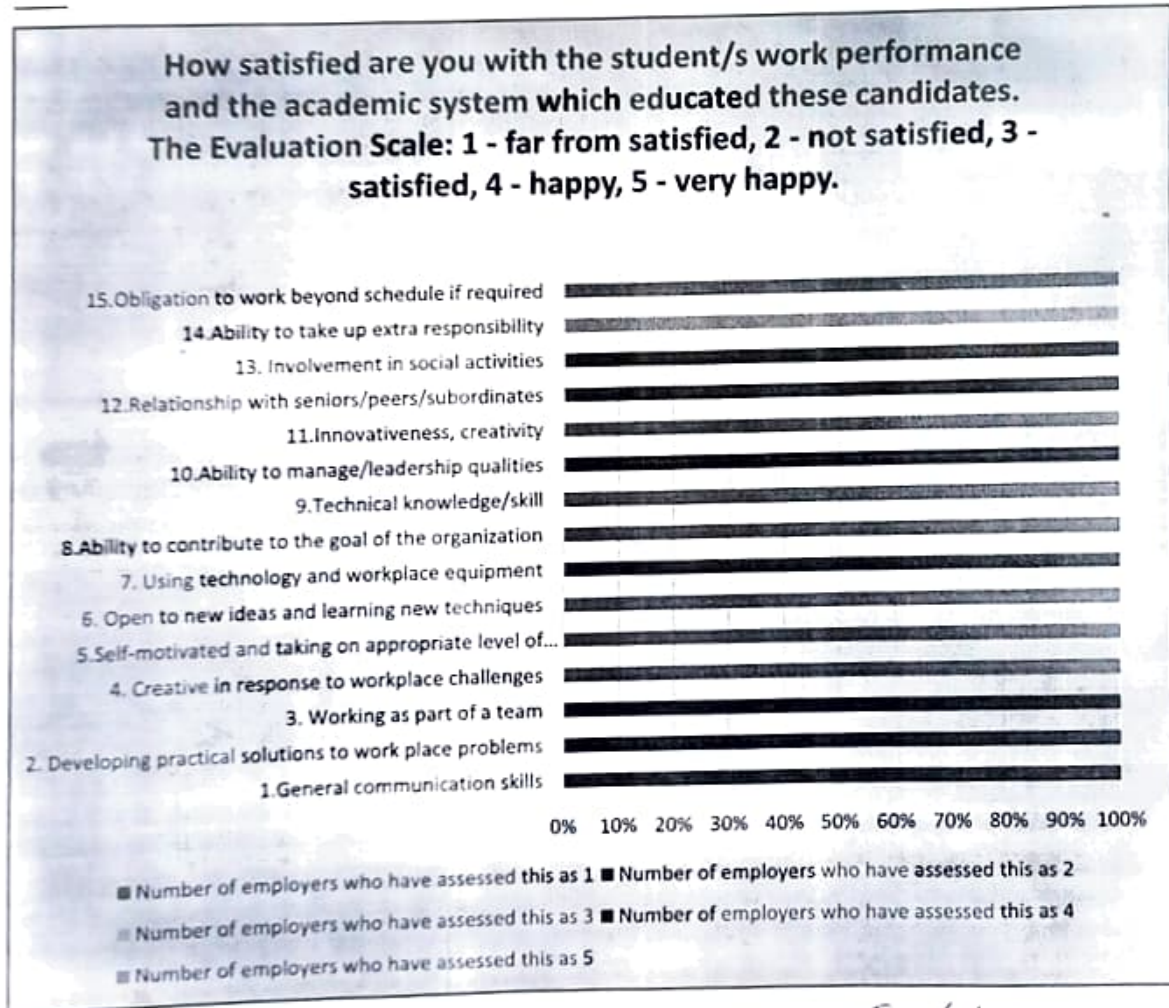 How satisfied are you with the student/s work performance
and the academic system which educated these candidates.
The Evaluation Scale: 1 - far from satisfied, 2 - not satisfied, 3 -
satisfied, 4 - happy, 5 - very happy.
15.Obligation to work beyond schedule if required
14.Ability to take up extra responsibility
13. Involvement in social activities
12.Relationship with seniors/peers/subordinates
11.Innovativeness, creativity
10.Ability to manage/leadership qualities
9.Technical knowledge/skill
8.Ability to contribute to the goal of the organization
7. Using technology and workplace equipment
6. Open to new ideas and learning new techniques
5.Self-motivated and taking on appropriate level of...
4. Creative in response to workplace challenges
3. Working as part of a team
2. Developing practical solutions to work place problems
1.General communication skills
0% 10% 20% 30% 40% 50% 60% 70% 80% 90% 100%
Number of employers who have assessed this as 1 Number of employers who have assessed this as 2
Number of employers who have assessed this as 3 Number of employers who have assessed this as 4
Number of employers who have assessed this as 5